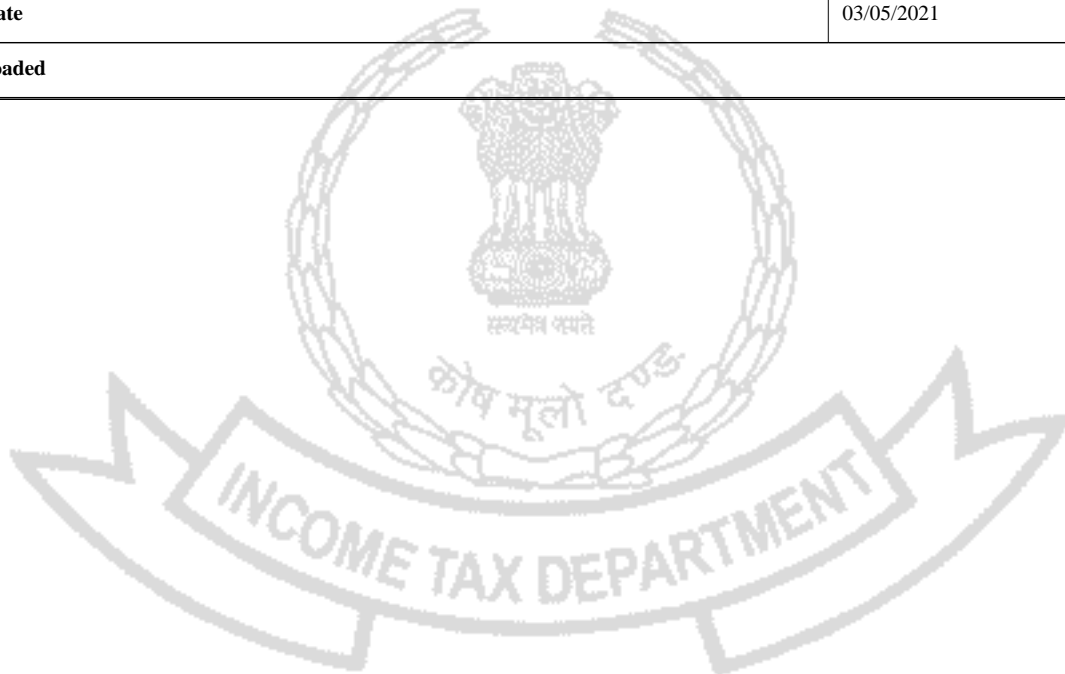 ate 03/05/2021
oaded
सत्यमेव जयते
कोष मूलो दण्ड:
INCOME TAX DEPARTMENT